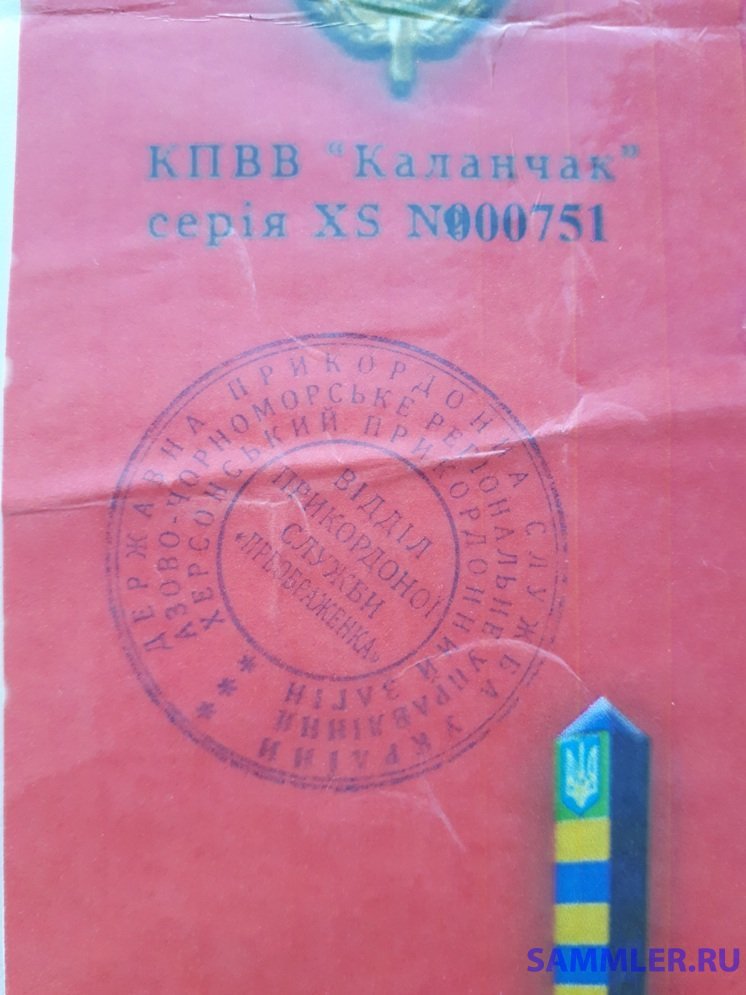 КПВВ "Каланчак"
серія XS №000751
ДЕРЖАВНА ПРИКОРДОННА СЛУЖБА УКРАЇНИ
АЗОВО-ЧОРНОМОРСЬКЕ РЕГІОНАЛЬНЕ УПРАВЛІННЯ
ХЕРСОНСЬКИЙ ПРИКОРДОННИЙ ЗАГІН
* * *
ВІДДІЛ
ПРИКОРДОНОЇ
СЛУЖБИ
«ПРЕОБРАЖЕНКА»
SAMMLER.RU